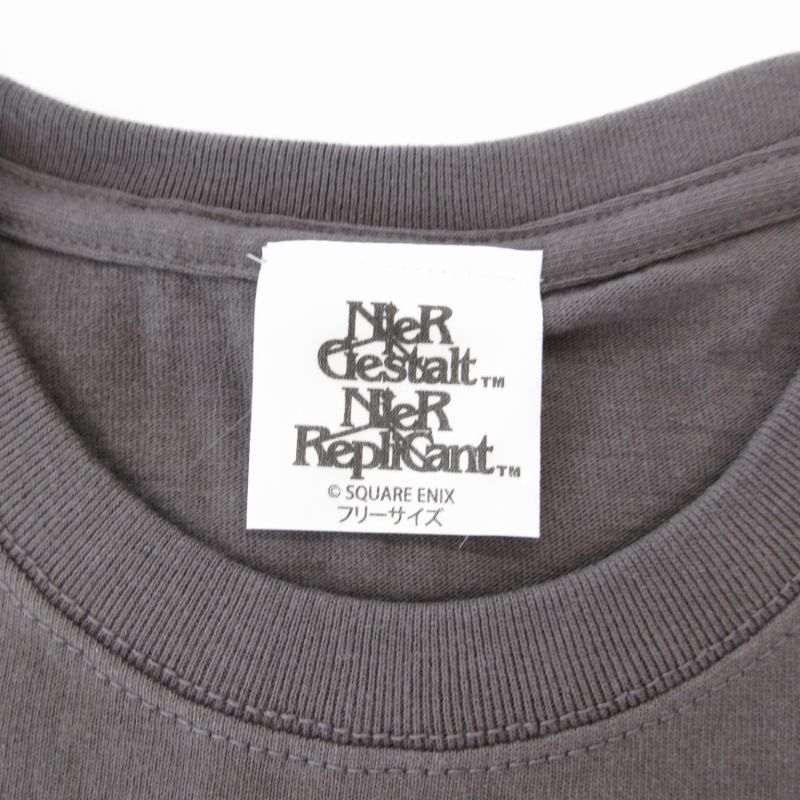 NieR
Gestalt™
NieR
RepliCant™
© SQUARE ENIX
フリーサイズ